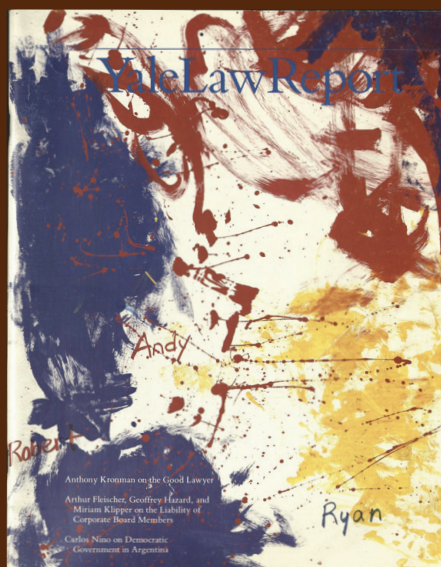 Yale Law Report
Andy
Robert
Anthony Kronman on the Good Lawyer
Arthur Fleischer, Geoffrey Hazard, and
Miriam Klipper on the Liability of
Corporate Board Members
Ryan
Carlos Nino on Democratic
Government in Argentina